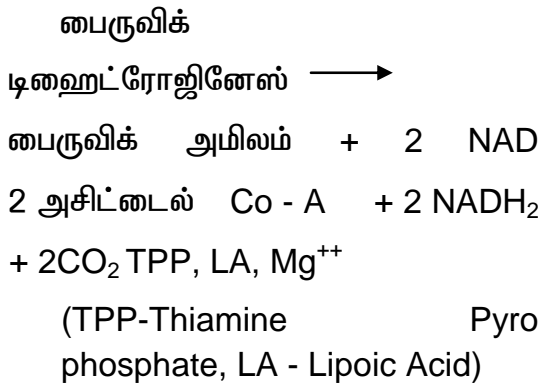 பைருவிக்
டிஹைட்ரோஜினேஸ் ⟶
பைருவிக் அமிலம் + 2 NAD
2 அசிட்டைல் Co - A + 2 NADH₂
+ 2CO₂ TPP, LA, Mg⁺⁺
(TPP-Thiamine Pyro
phosphate, LA - Lipoic Acid)